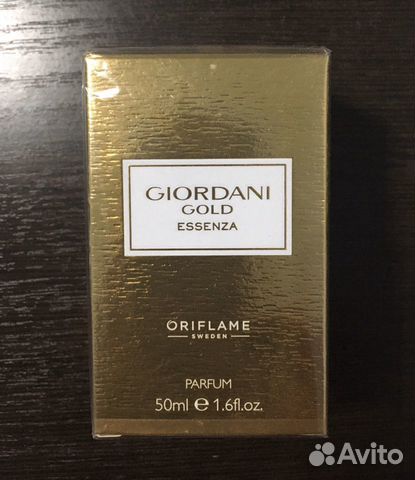 GIORDANI
GOLD
ESSENZA
ORIFLAME
SWEDEN
PARFUM
50ml ℮ 1.6fl.oz.
Avito